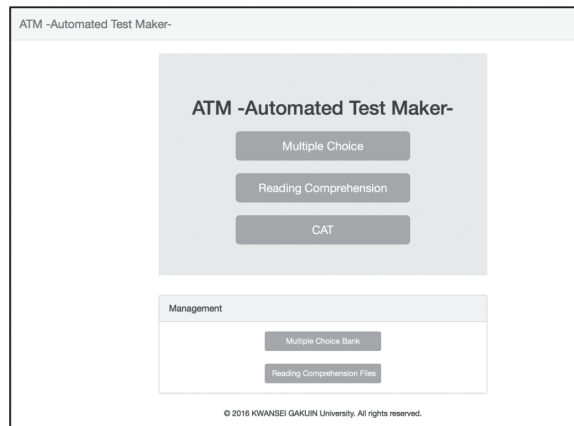 ATM -Automated Test Maker-
ATM -Automated Test Maker-
Multiple Choice
Reading Comprehension
CAT
Management
Multiple Choice Bank
Reading Comprehension Files
© 2016 KWANSEI GAKUIN University. All rights reserved.